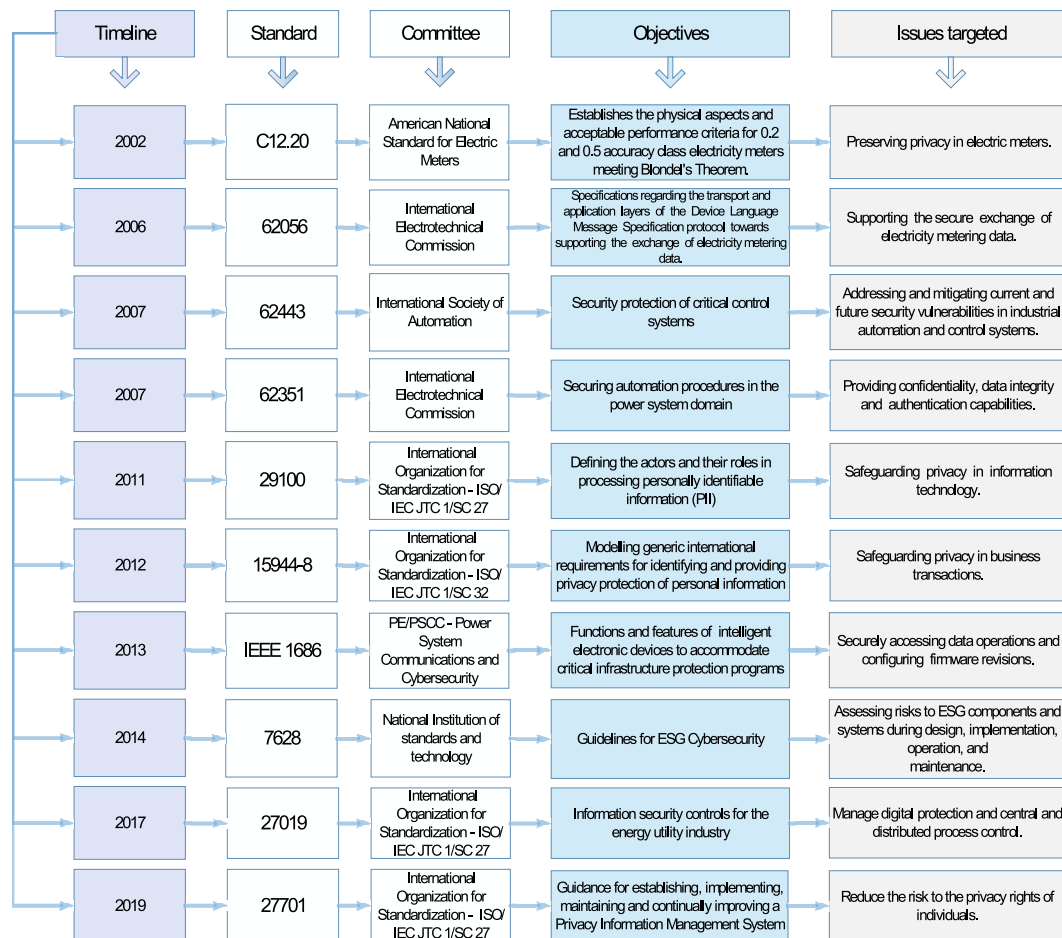 Timeline
Standard
Committee
Objectives
Issues targeted
2002
C12.20
American National
Standard for Electric
Meters
Establishes the physical aspects and
acceptable performance criteria for 0.2
and 0.5 accuracy class electricity meters
meeting Blondel's Theorem.
Preserving privacy in electric meters.
2006
62056
International
Electrotechnical
Commission
Specifications regarding the transport and
application layers of the Device Language
Message Specification protocol towards
supporting the exchange of electricity metering
data.
Supporting the secure exchange of
electricity metering data.
2007
62443
International Society of
Automation
Security protection of critical control
systems
Addressing and mitigating current and
future security vulnerabilities in industrial
automation and control systems.
2007
62351
International
Electrotechnical
Commission
Securing automation procedures in the
power system domain
Providing confidentiality, data integrity
and authentication capabilities.
2011
29100
International
Organization for
Standardization - ISO/
IEC JTC 1/SC 27
Defining the actors and their roles in
processing personally identifiable
information (PII)
Safeguarding privacy in information
technology.
2012
15944-8
International
Organization for
Standardization - ISO/
IEC JTC 1/SC 32
Modelling generic international
requirements for identifying and providing
privacy protection of personal information
Safeguarding privacy in business
transactions.
2013
IEEE 1686
PE/PSCC - Power
System
Communications and
Cybersecurity
Functions and features of intelligent
electronic devices to accommodate
critical infrastructure protection programs
Securely accessing data operations and
configuring firmware revisions.
2014
7628
National Institution of
standards and
technology
Guidelines for ESG Cybersecurity
Assessing risks to ESG components and
systems during design, implementation,
operation, and
maintenance.
2017
27019
International
Organization for
Standardization - ISO/
IEC JTC 1/SC 27
Information security controls for the
energy utility industry
Manage digital protection and central and
distributed process control.
2019
27701
International
Organization for
Standardization - ISO/
IEC JTC 1/SC 27
Guidance for establishing, implementing,
maintaining and continually improving a
Privacy Information Management System
Reduce the risk to the privacy rights of
individuals.